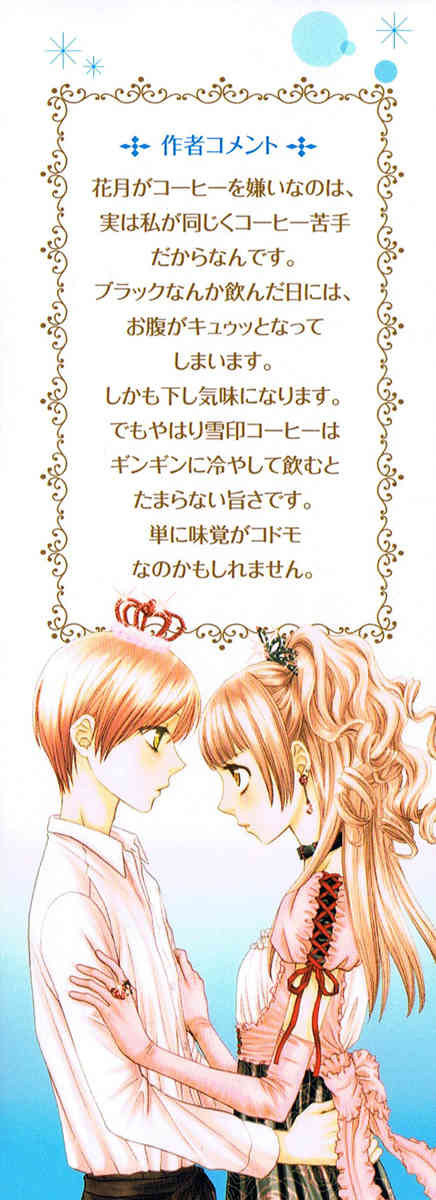 作者コメント
花月がコーヒーを嫌いなのは、
実は私が同じくコーヒー苦手
だからなんです。
ブラックなんか飲んだ日には、
お腹がキュゥッとなって
しまいます。
しかも下し気味になります。
でもやはり雪印コーヒーは
ギンギンに冷やして飲むと
たまらない旨さです。
単に味覚がコドモ
なのかもしれません。